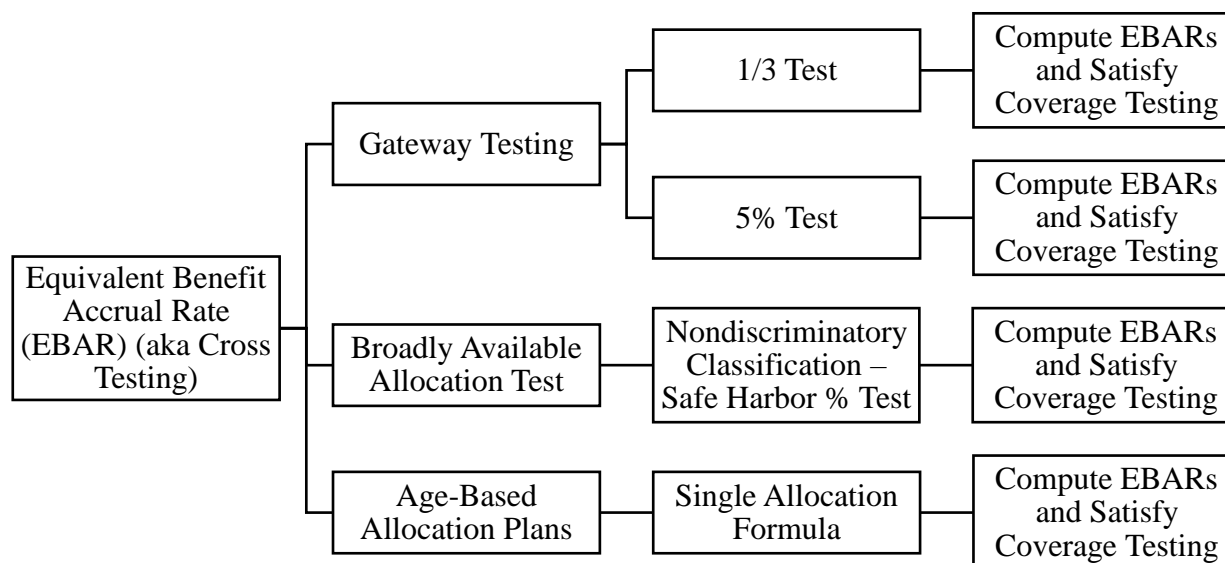 Equivalent Benefit
Accrual Rate
(EBAR) (aka Cross
Testing)
Gateway Testing
1/3 Test
Compute EBARs
and Satisfy
Coverage Testing
5% Test
Compute EBARs
and Satisfy
Coverage Testing
Broadly Available
Allocation Test
Nondiscriminatory
Classification –
Safe Harbor % Test
Compute EBARs
and Satisfy
Coverage Testing
Age-Based
Allocation Plans
Single Allocation
Formula
Compute EBARs
and Satisfy
Coverage Testing